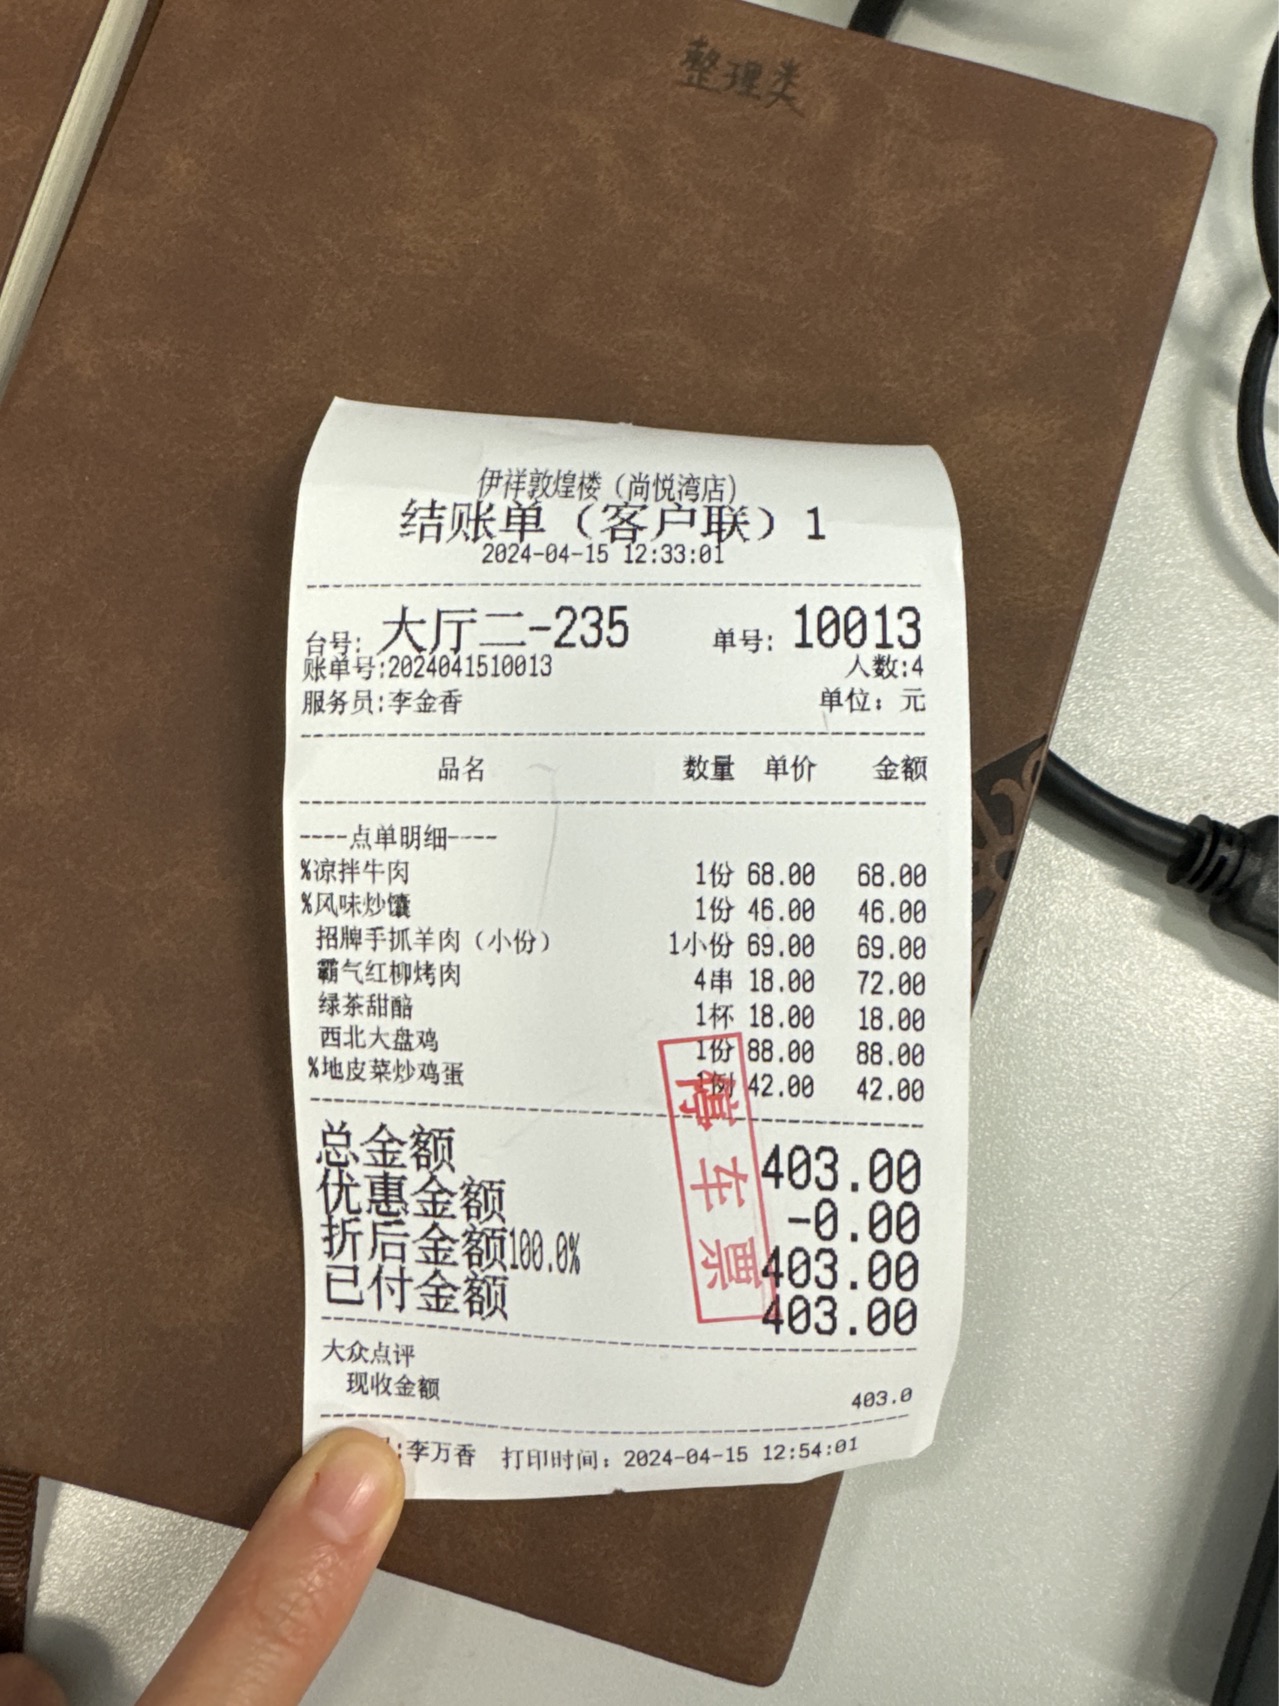 整理类
伊祥敦煌楼（尚悦湾店）
结账单（客户联）1
2024-04-15 12:33:01
台号: 大厅二-235 单号: 10013
账单号:2024041510013 人数:4
服务员:李金香 单位: 元
品名 数量 单价 金额
----点单明细----
%凉拌牛肉 1份 68.00 68.00
%风味炒馕 1份 46.00 46.00
招牌手抓羊肉（小份） 1小份 69.00 69.00
霸气红柳烤肉 4串 18.00 72.00
绿茶甜醅 1杯 18.00 18.00
西北大盘鸡 1份 88.00 88.00
%地皮菜炒鸡蛋 1例 42.00 42.00
停车票
总金额 403.00
优惠金额 -0.00
折后金额100.0% 403.00
已付金额 403.00
大众点评
现收金额 403.0
:李万香 打印时间: 2024-04-15 12:54:01